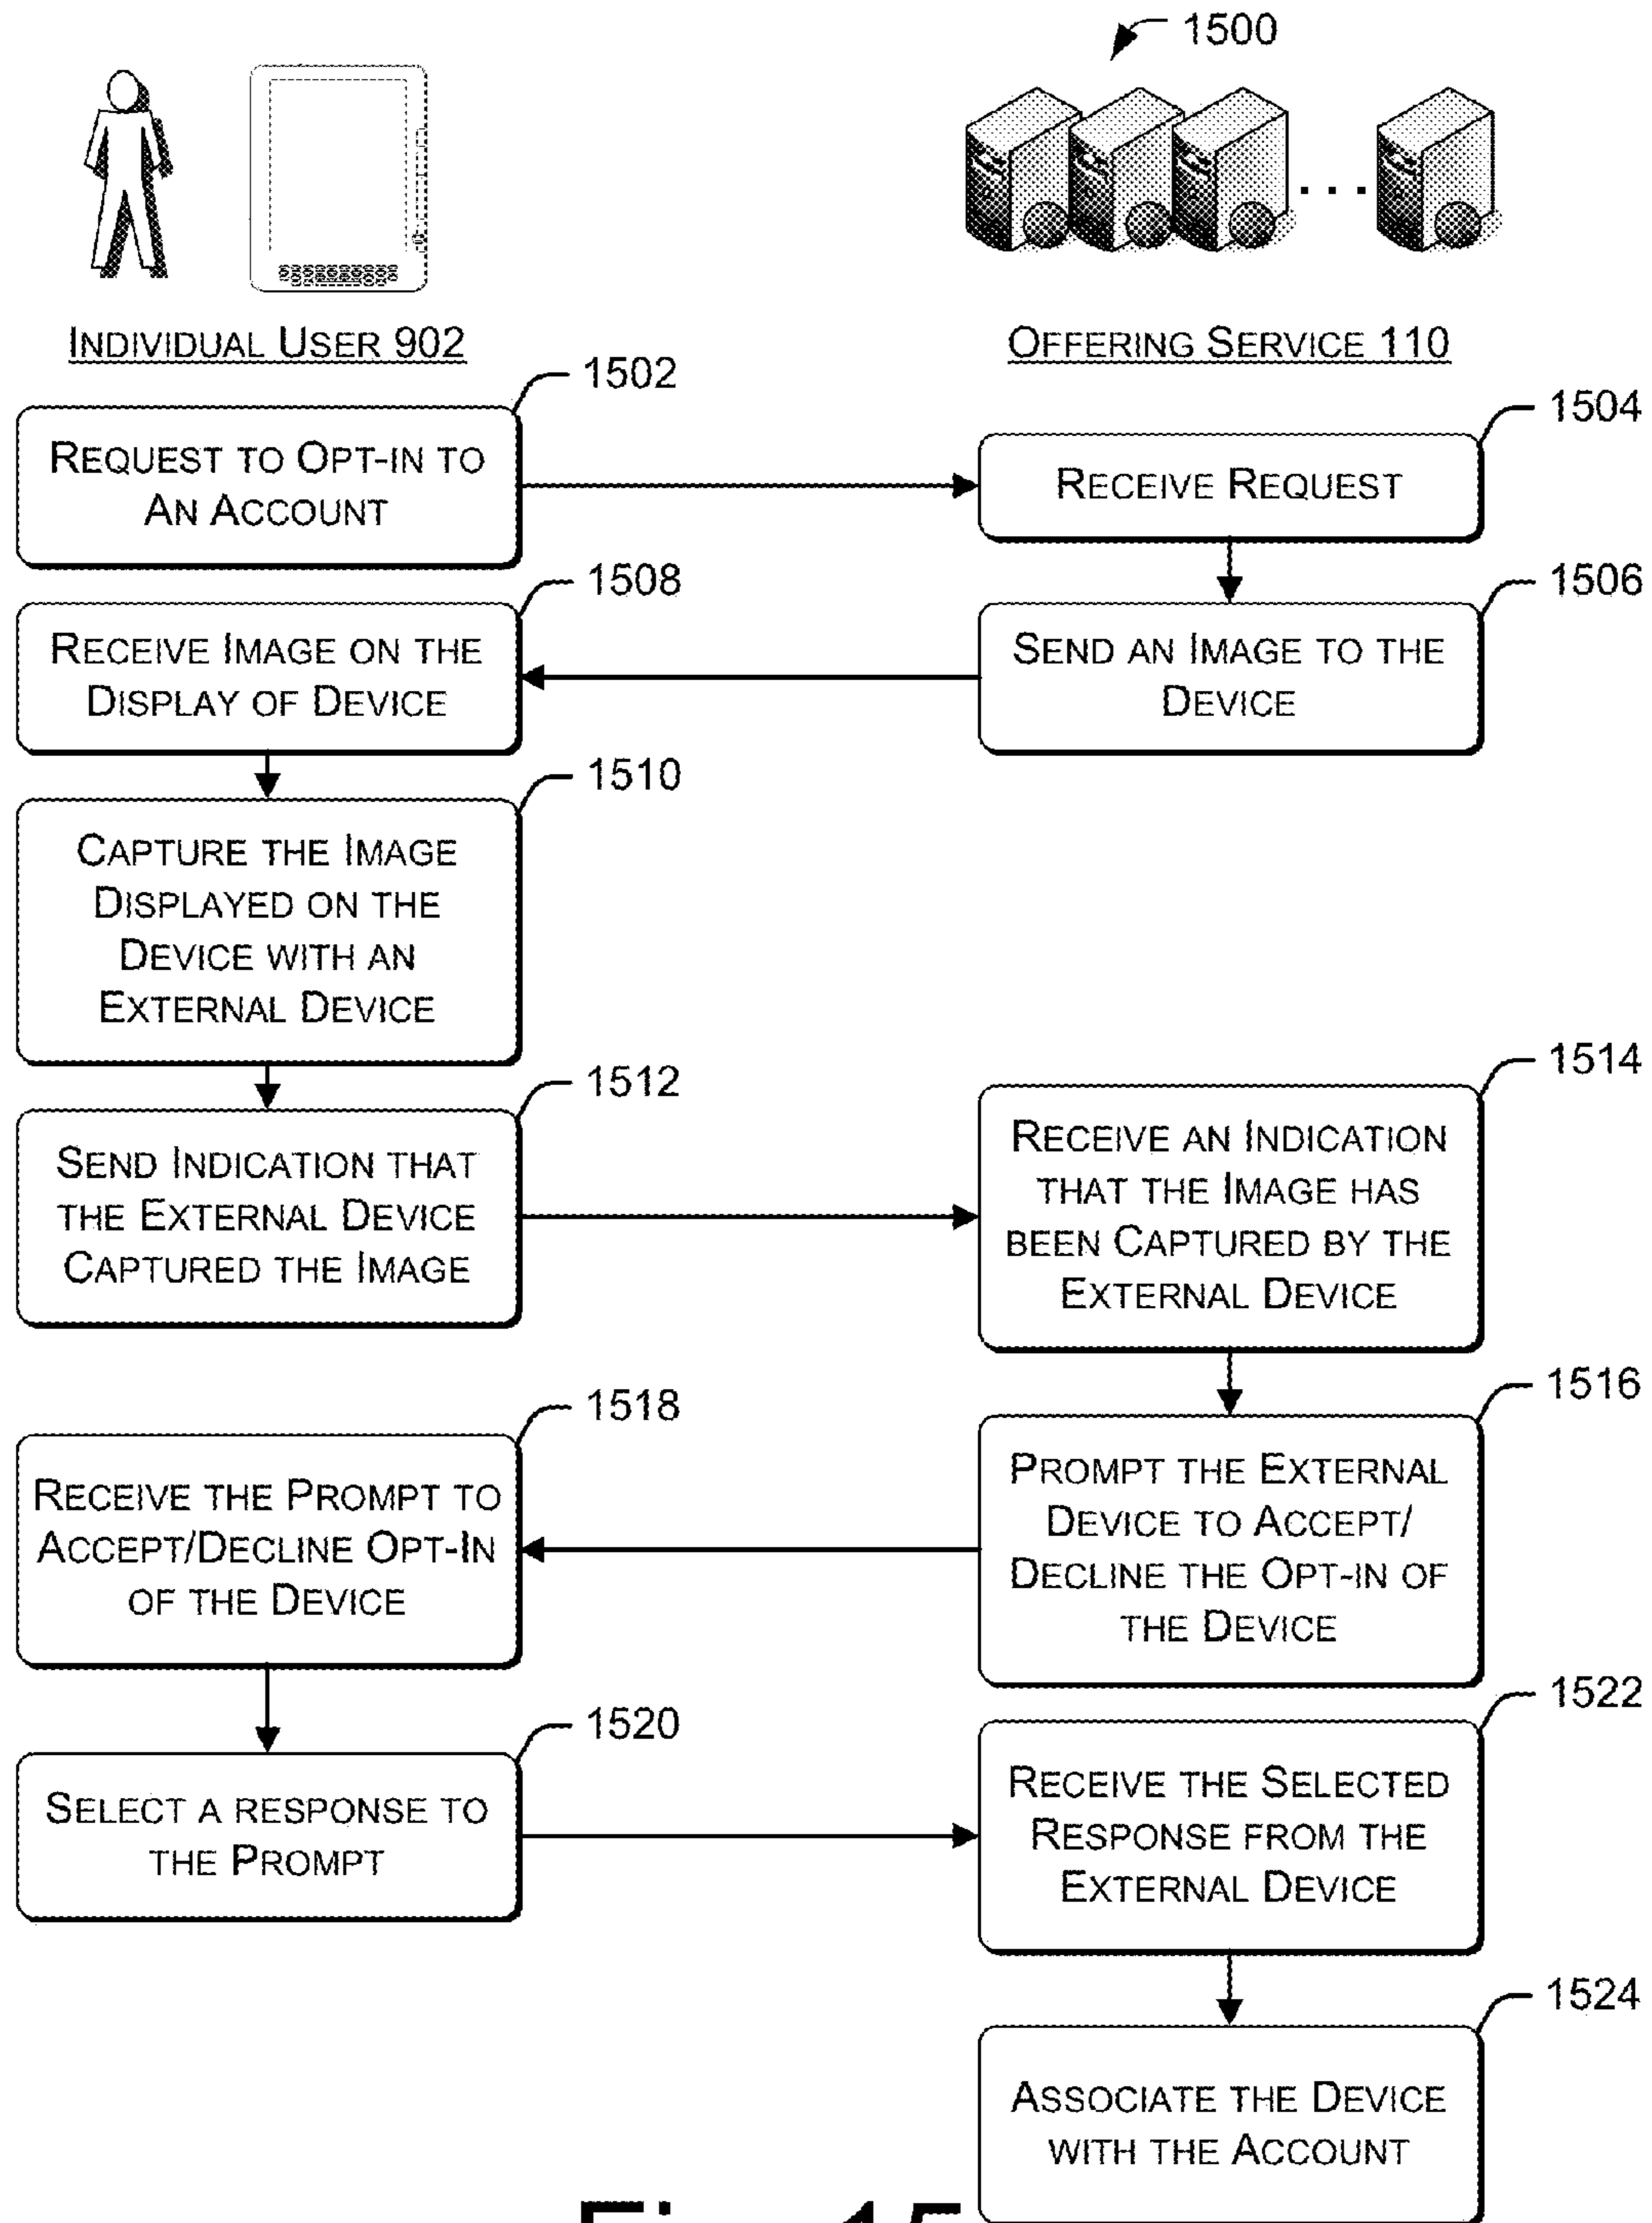 1500
INDIVIDUAL USER 902
OFFERING SERVICE 110
1502
REQUEST TO OPT-IN TO
AN ACCOUNT
1504
RECEIVE REQUEST
1508
RECEIVE IMAGE ON THE
DISPLAY OF DEVICE
1506
SEND AN IMAGE TO THE
DEVICE
1510
CAPTURE THE IMAGE
DISPLAYED ON THE
DEVICE WITH AN
EXTERNAL DEVICE
1512
SEND INDICATION THAT
THE EXTERNAL DEVICE
CAPTURED THE IMAGE
1514
RECEIVE AN INDICATION
THAT THE IMAGE HAS
BEEN CAPTURED BY THE
EXTERNAL DEVICE
1518
RECEIVE THE PROMPT TO
ACCEPT/DECLINE OPT-IN
OF THE DEVICE
1516
PROMPT THE EXTERNAL
DEVICE TO ACCEPT/
DECLINE THE OPT-IN OF
THE DEVICE
1520
SELECT A RESPONSE TO
THE PROMPT
1522
RECEIVE THE SELECTED
RESPONSE FROM THE
EXTERNAL DEVICE
1524
ASSOCIATE THE DEVICE
WITH THE ACCOUNT